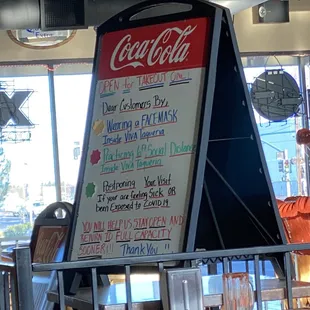 Coca-Cola
OPEN for TAKEOUT ONLY
Dear Customers By
Wearing a FACEMASK
Inside Viva Taqueria
Practicing 6ft Social Distance
Inside Viva Taqueria
Postponing Your Visit
If your are feeling SICK OR
been Exposed to COVID 19
YOU WILL HELP US STAY OPEN AND
RETURN TO FULL CAPACITY
SOONER!!! THANK YOU!